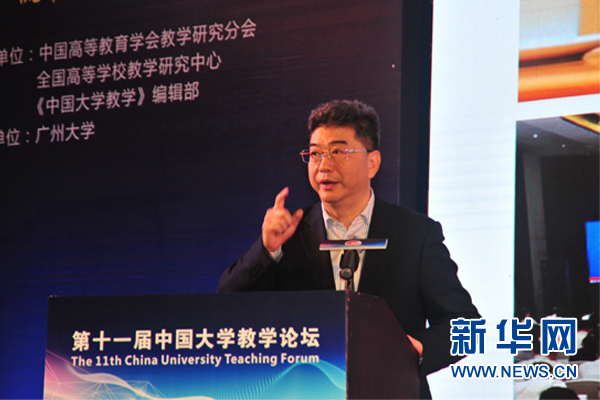 单位：中国高等教育学会教学研究分会
全国高等学校教学研究中心
《中国大学教学》编辑部
单位：广州大学
第十一届中国大学教学论坛
The 11th China University Teaching Forum
新华网
WWW.NEWS.CN